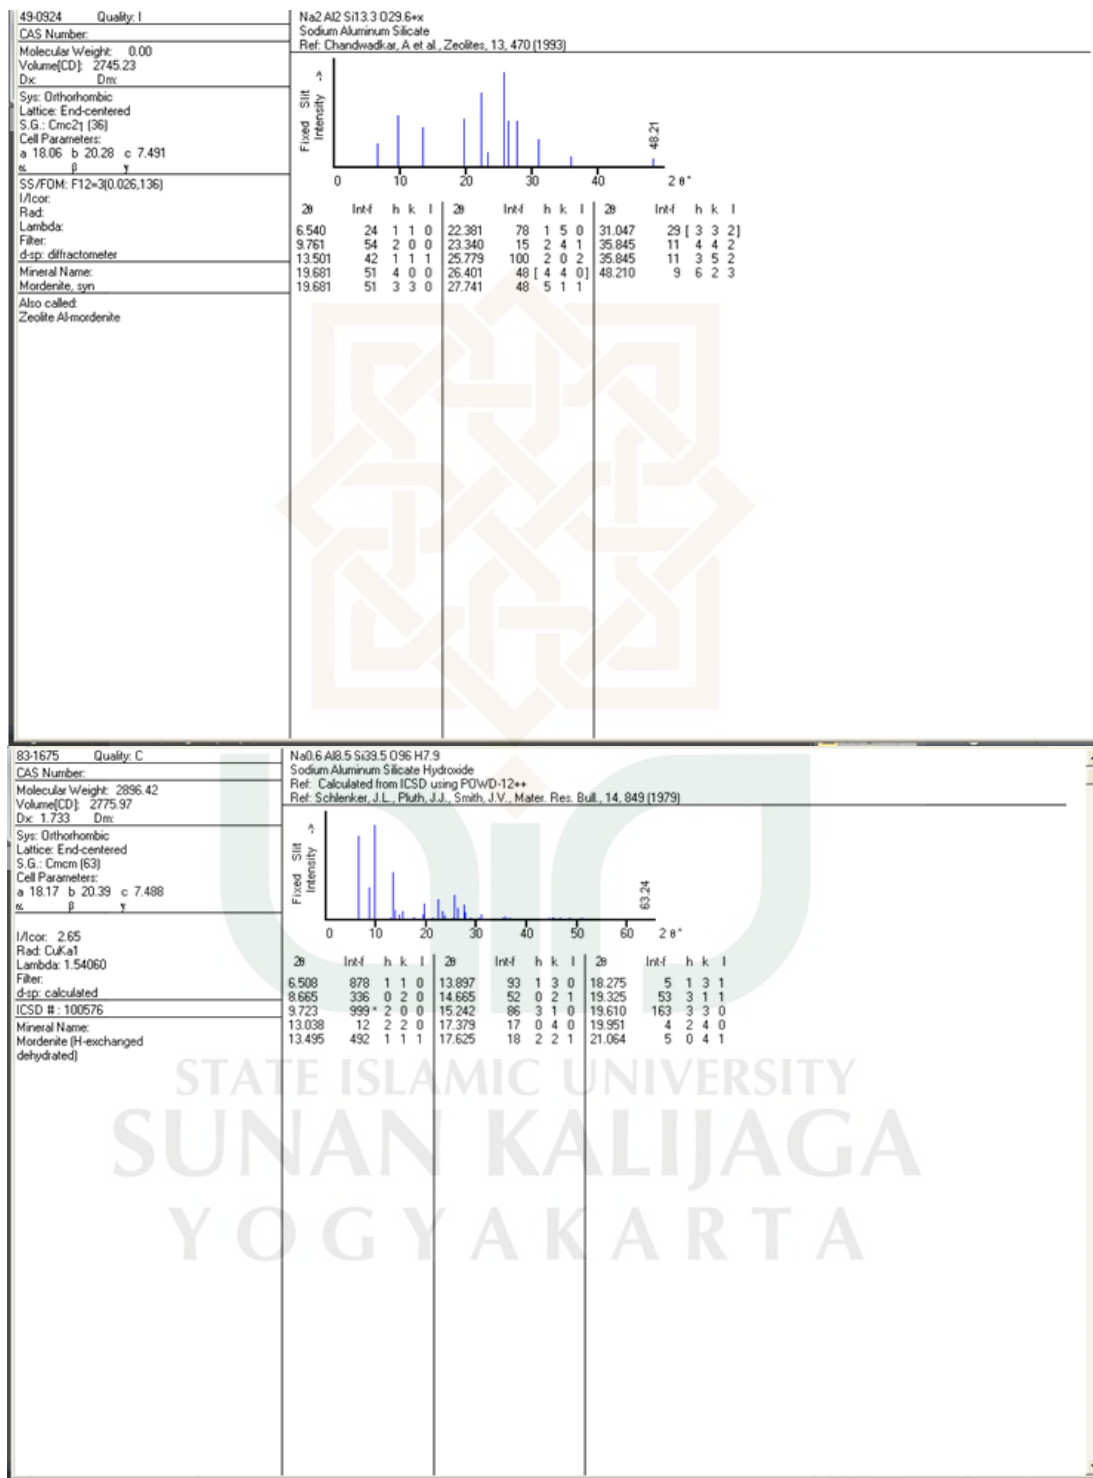 49-0924 Quality: I
CAS Number:
Molecular Weight: 0.00
Volume[CD]: 2745.23
Dx: Dm:
Sys: Orthorhombic
Lattice: End-centered
S.G.: Cmc21 (36)
Cell Parameters:
a 18.06 b 20.28 c 7.491
α β γ
SS/FOM: F12=3(0.026,136)
I/Icor:
Rad:
Lambda:
Filter:
d-sp: diffractometer
Mineral Name:
Mordenite, syn
Also called:
Zeolite Al-mordenite
Na2 Al2 Si13.3 O29.6+x
Sodium Aluminum Silicate
Ref: Chandwadkar, A et al., Zeolites, 13, 470 (1993)
Fixed Slit
Intensity ->
48.21
0 10 20 30 40 2 θ°
2θ Int-f h k l 2θ Int-f h k l 2θ Int-f h k l
6.540 24 1 1 0 22.381 78 1 5 0 31.047 29 [ 3 3 2]
9.761 54 2 0 0 23.340 15 2 4 1 35.845 11 4 4 2
13.501 42 1 1 1 25.779 100 2 0 2 35.845 11 3 5 2
19.681 51 4 0 0 26.401 48 [ 4 4 0] 48.210 9 6 2 3
19.681 51 3 3 0 27.741 48 5 1 1
83-1675 Quality: C
CAS Number:
Molecular Weight: 2896.42
Volume[CD]: 2775.97
Dx: 1.733 Dm:
Sys: Orthorhombic
Lattice: End-centered
S.G.: Cmcm (63)
Cell Parameters:
a 18.17 b 20.39 c 7.488
α β γ
I/Icor: 2.65
Rad: CuKa1
Lambda: 1.54060
Filter:
d-sp: calculated
ICSD # : 100576
Mineral Name:
Mordenite (H-exchanged
dehydrated)
Na0.6 Al8.5 Si39.5 O96 H7.9
Sodium Aluminum Silicate Hydroxide
Ref: Calculated from ICSD using POWD-12++
Ref: Schlenker, J.L., Pluth, J.J., Smith, J.V., Mater. Res. Bull., 14, 849 (1979)
Fixed Slit
Intensity ->
63.24
0 10 20 30 40 50 60 2 θ°
2θ Int-f h k l 2θ Int-f h k l 2θ Int-f h k l
6.508 878 1 1 0 13.897 93 1 3 0 18.275 5 1 3 1
8.665 336 0 2 0 14.665 52 0 2 1 19.325 53 3 1 1
9.723 999 * 2 0 0 15.242 86 3 1 0 19.610 163 3 3 0
13.038 12 2 2 0 17.379 17 0 4 0 19.951 4 2 4 0
13.495 492 1 1 1 17.625 18 2 2 1 21.064 5 0 4 1
STATE ISLAMIC UNIVERSITY
SUNAN KALIJAGA
YOGYAKARTA